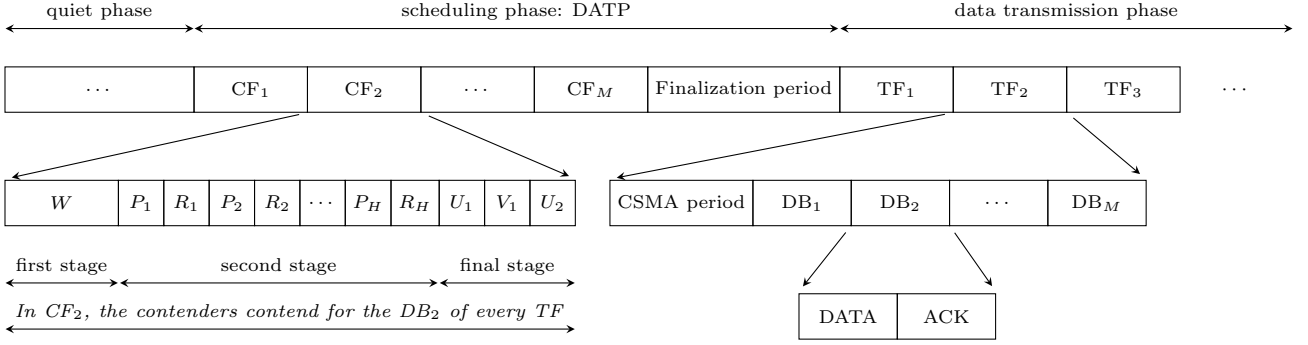 quiet phase scheduling phase: DATP data transmission phase
··· CF₁ CF₂ ··· CF_M Finalization period TF₁ TF₂ TF₃ ···
W P₁ R₁ P₂ R₂ ··· P_H R_H U₁ V₁ U₂ CSMA period DB₁ DB₂ ··· DB_M
first stage second stage final stage
In CF₂, the contenders contend for the DB₂ of every TF
DATA ACK